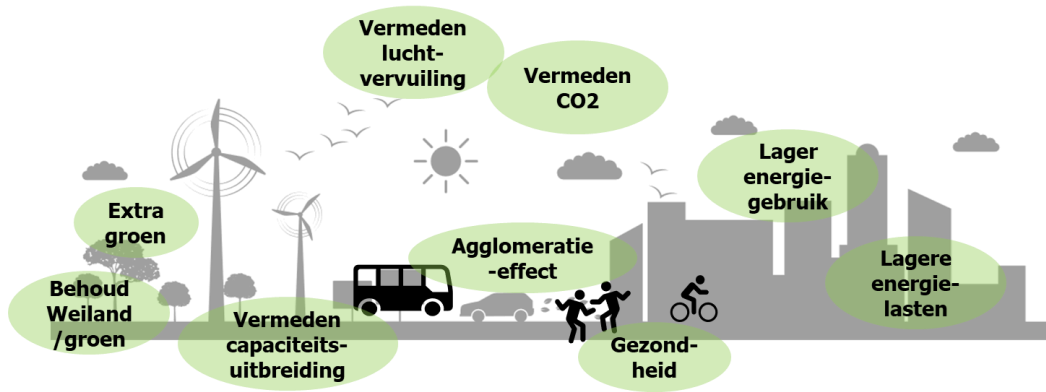 Vermeden
lucht-
vervuiling
Vermeden
CO2
Lager
energie-
gebruik
Extra
groen
Agglomeratie
-effect
Lagere
energie-
lasten
Behoud
Weiland
/groen
Vermeden
capaciteits-
uitbreiding
Gezond-
heid